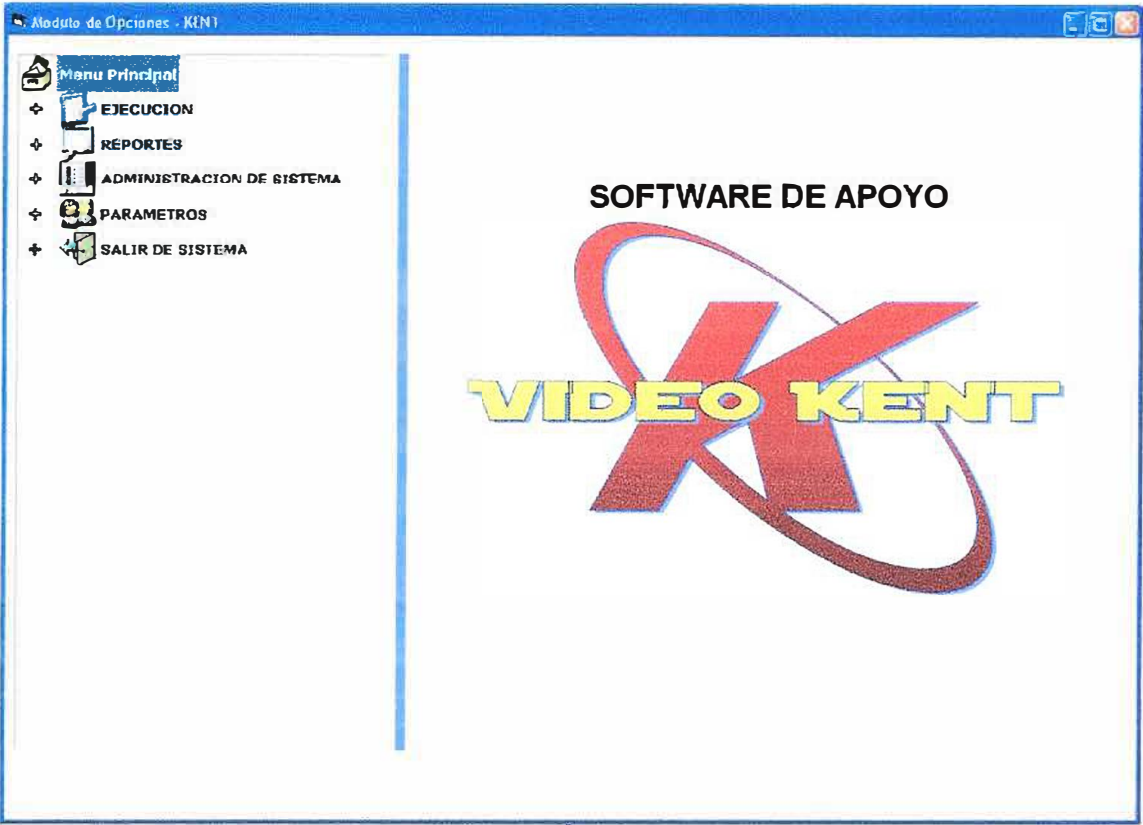 Modulo de Opciones - KENT
Menu Principal
EJECUCION
REPORTES
ADMINISTRACION DE SISTEMA
PARAMETROS
SALIR DE SISTEMA
SOFTWARE DE APOYO
K
VIDEO KENT